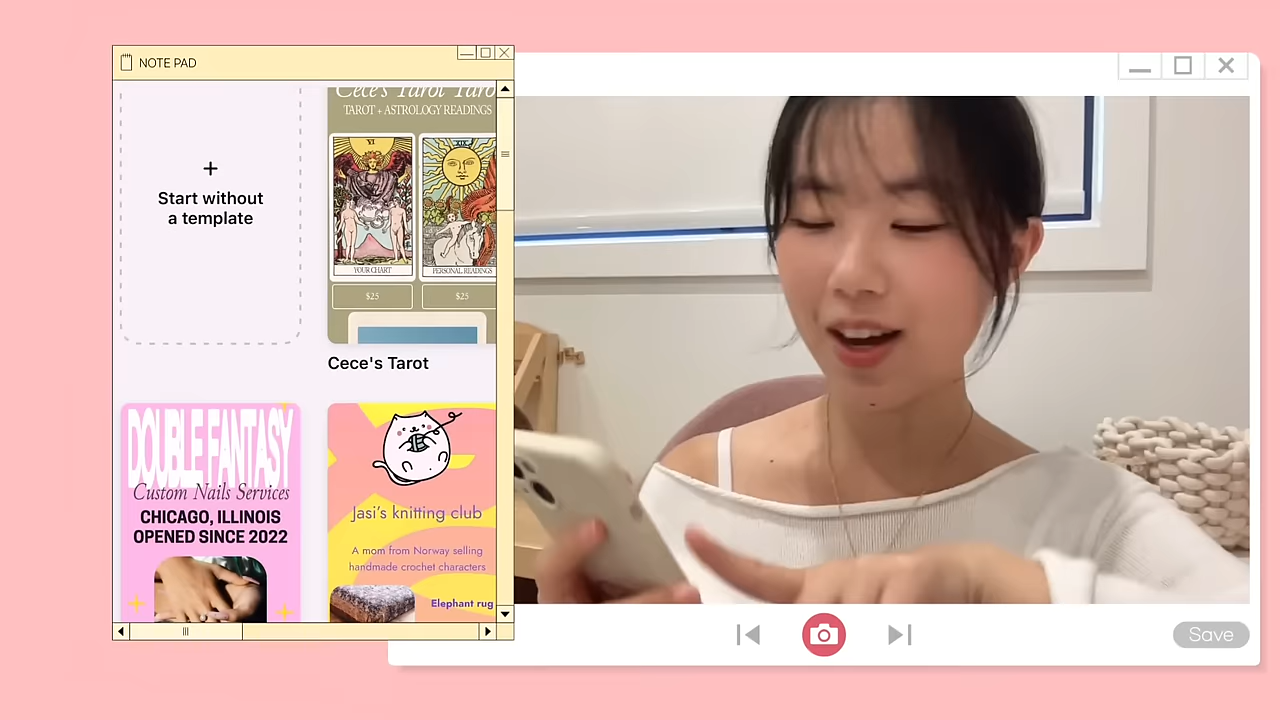 NOTE PAD
Start without
a template
Cece's Tarot Taro
TAROT + ASTROLOGY READINGS
VI
YOUR CHART
PERSONAL READINGS
$25
$25
Cece's Tarot
DOUBLE FANTASY
Custom Nails Services
CHICAGO, ILLINOIS
OPENED SINCE 2022
Jasi's knitting club
A mom from Norway selling
handmade crochet characters
Elephant rug
Save